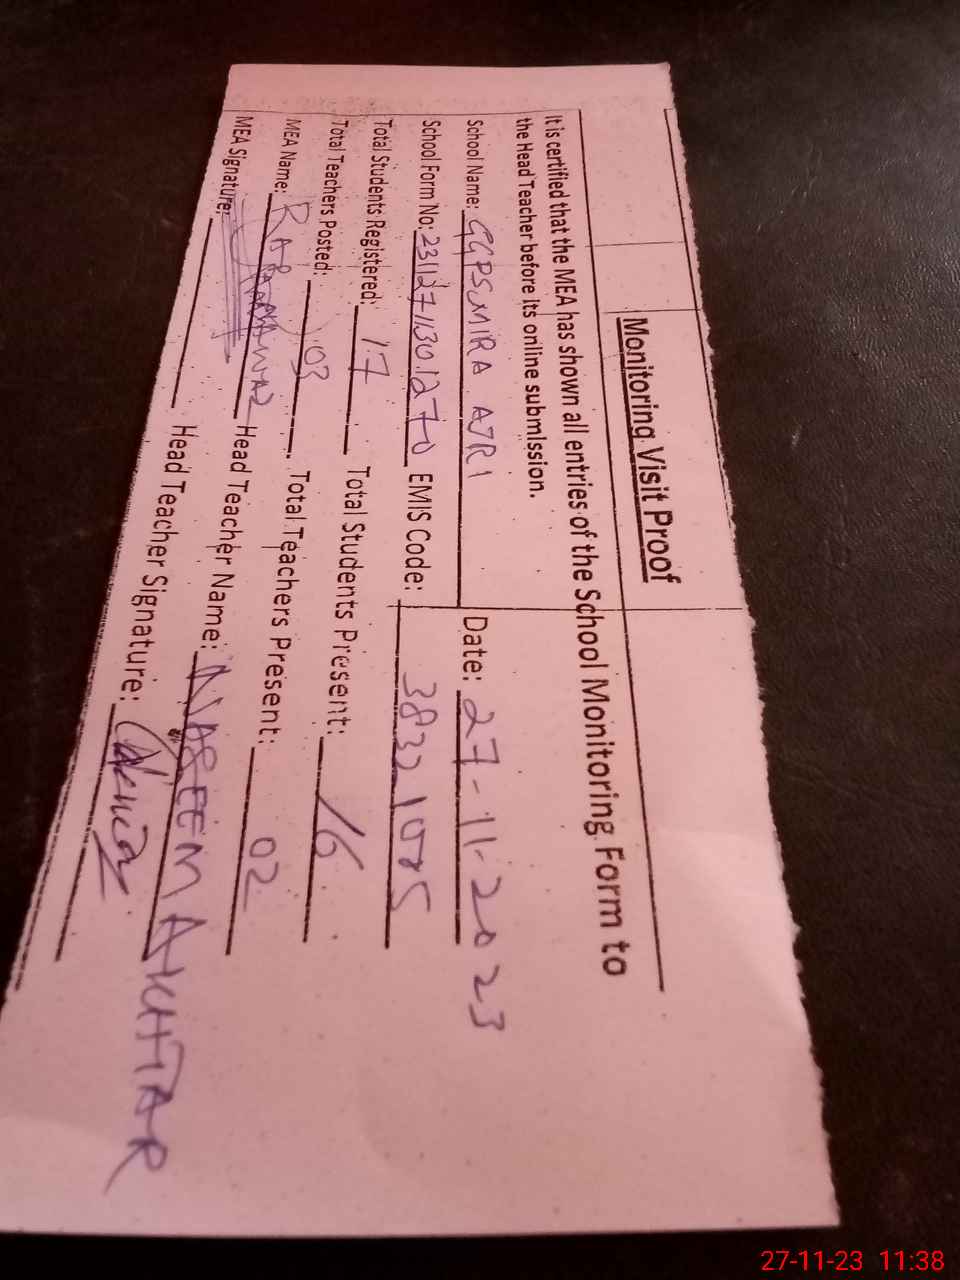 Monitoring Visit Proof
It is certified that the MEA has shown all entries of the School Monitoring Form to
the Head Teacher before its online submission.
School Name: GGPS MIRA AJRI Date: 27-11-2023
School Form No: EMIS Code:
Total Students Registered: 17 Total Students Present: 16
Total Teachers Posted: 03 Total Teachers Present: 02
MEA Name: Head Teacher Name: NASEEM AKHTAR
MEA Signature: Head Teacher Signature:
27-11-23 11:38